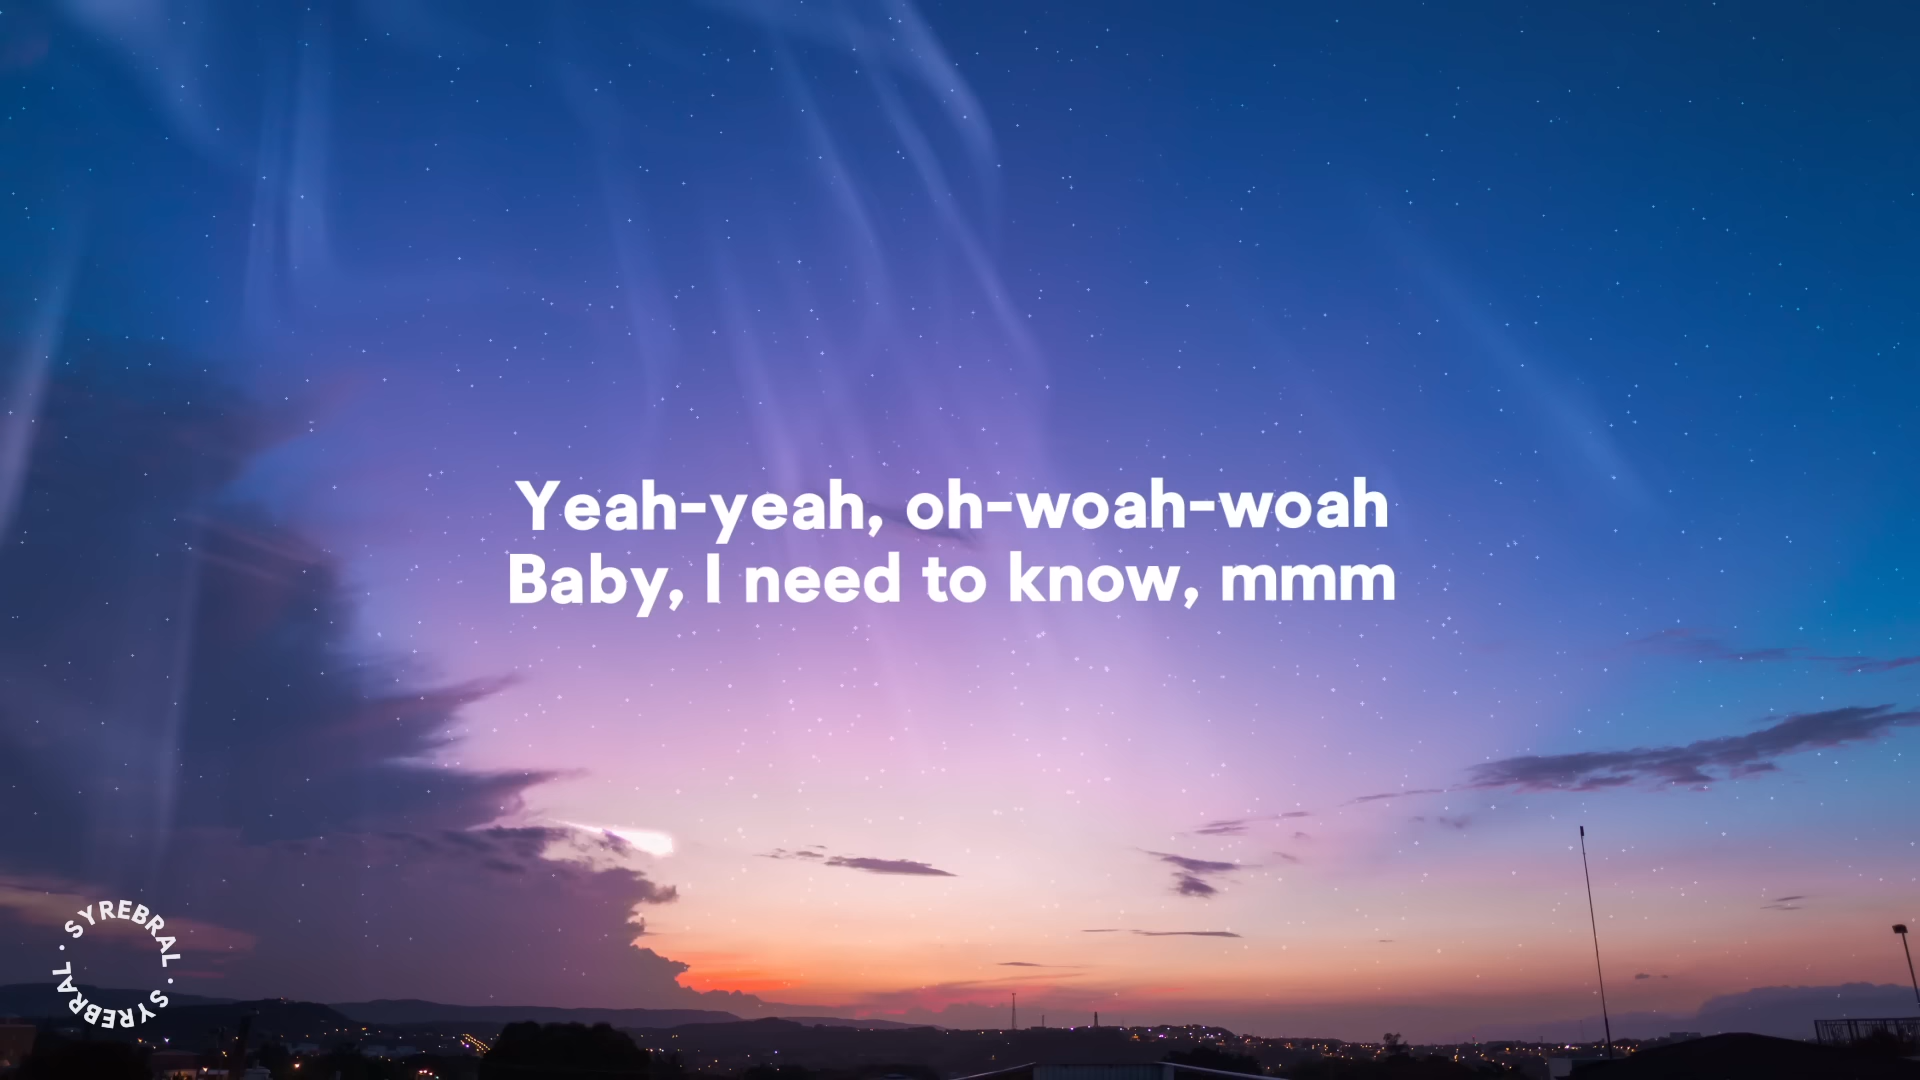 Yeah-yeah, oh-woah-woah
Baby, I need to know, mmm
SYREBRAL · SYREBRAL ·